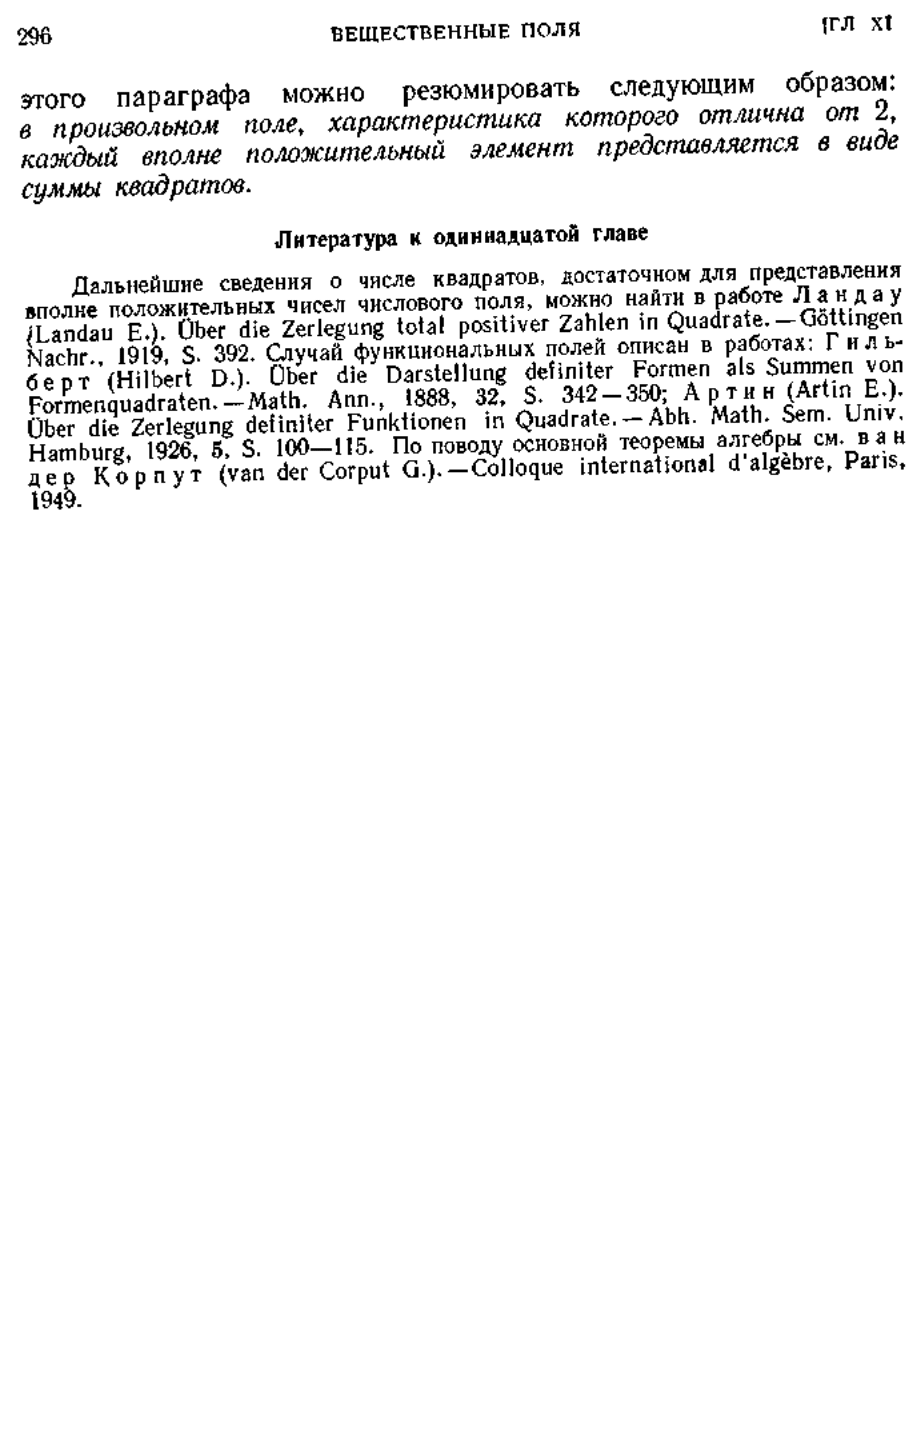 296 ВЕЩЕСТВЕННЫЕ ПОЛЯ [ГЛ XI
этого параграфа можно резюмировать следующим образом:
в произвольном поле, характеристика которого отлична от 2,
каждый вполне положительный элемент представляется в виде
суммы квадратов.
Литература к одиннадцатой главе
Дальнейшие сведения о числе квадратов, достаточном для представления
вполне положительных чисел числового поля, можно найти в работе Ландау
(Landau E.). Über die Zerlegung total positiver Zahlen in Quadrate. — Göttingen
Nachr., 1919, S. 392. Случай функциональных полей описан в работах: Гиль-
берт (Hilbert D.). Über die Darstellung definiter Formen als Summen von
Formenquadraten. — Math. Ann., 1888, 32, S. 342 — 350; Артин (Artin E.).
Über die Zerlegung definiter Funktionen in Quadrate. — Abh. Math. Sem. Univ.
Hamburg, 1926, 5, S. 100—115. По поводу основной теоремы алгебры см. ван
дер Корпут (van der Corput G.). — Colloque international d'algèbre, Paris,
1949.